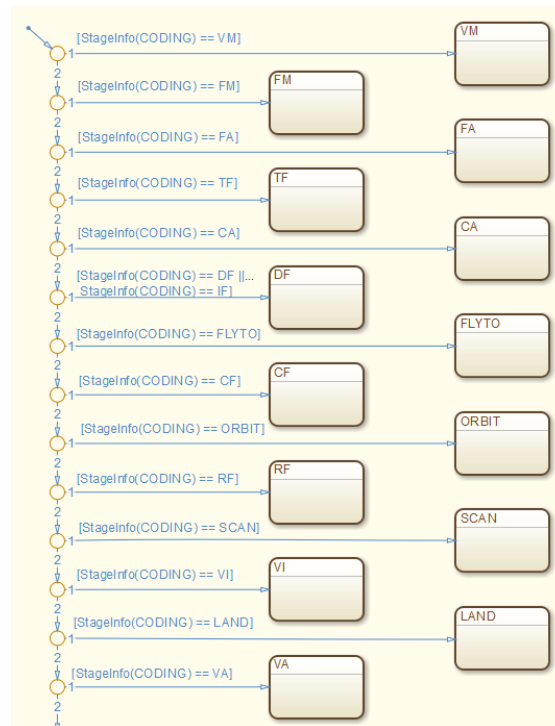 VM
[StageInfo(CODING) == VM]
1
2
[StageInfo(CODING) == FM]
FM
1
2
[StageInfo(CODING) == FA]
FA
1
2
[StageInfo(CODING) == TF]
TF
1
2
[StageInfo(CODING) == CA]
CA
1
2
[StageInfo(CODING) == DF ||...
StageInfo(CODING) == IF]
DF
1
2
[StageInfo(CODING) == FLYTO]
FLYTO
1
2
[StageInfo(CODING) == CF]
CF
1
2
[StageInfo(CODING) == ORBIT]
ORBIT
1
2
[StageInfo(CODING) == RF]
RF
1
2
[StageInfo(CODING) == SCAN]
SCAN
1
2
[StageInfo(CODING) == VI]
VI
1
2
[StageInfo(CODING) == LAND]
LAND
1
2
[StageInfo(CODING) == VA]
VA
1
2